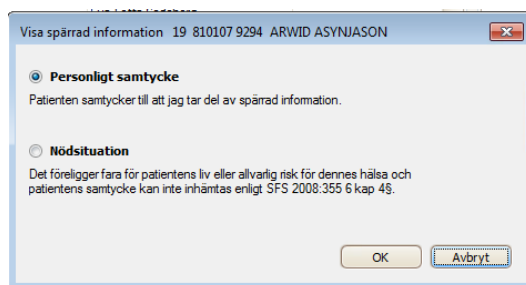 Visa spärrad information 19 810107 9294 ARWID ASYNJASON
Personligt samtycke
Patienten samtycker till att jag tar del av spärrad information.
Nödsituation
Det föreligger fara för patientens liv eller allvarlig risk för dennes hälsa och
patientens samtycke kan inte inhämtas enligt SFS 2008:355 6 kap 4§.
OK Avbryt